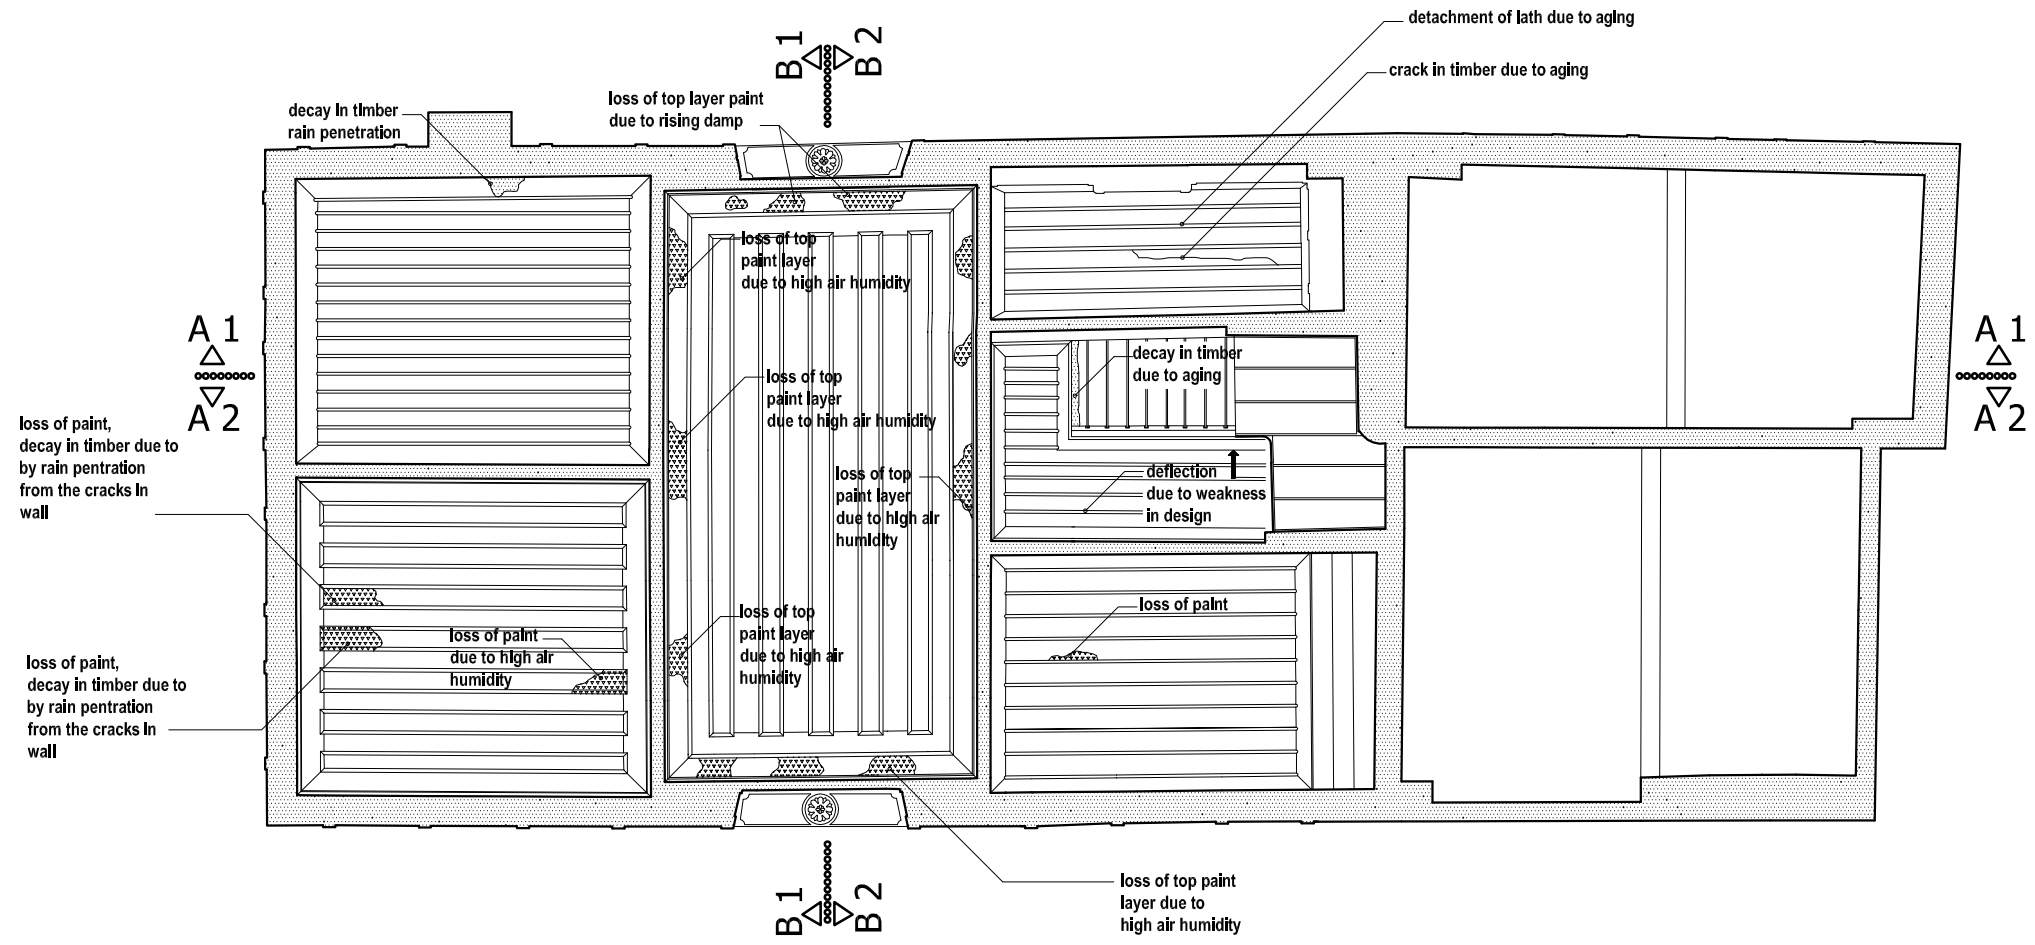 detachment of lath due to aging
crack in timber due to aging
B 1
B 2
decay in timber
rain penetration
loss of top layer paint
due to rising damp
loss of top
paint layer
due to high air humidity
A 1
A 2
A 1
A 2
decay in timber
due to aging
loss of top
paint layer
due to high air humidity
loss of paint,
decay in timber due to
by rain pentration
from the cracks in
wall
loss of top
paint layer
due to high air
humidity
deflection
due to weakness
in design
loss of paint
loss of top
paint layer
due to high air
humidity
loss of paint
due to high air
humidity
loss of paint,
decay in timber due to
by rain pentration
from the cracks in
wall
loss of top paint
layer due to
high air humidity
B 1
B 2